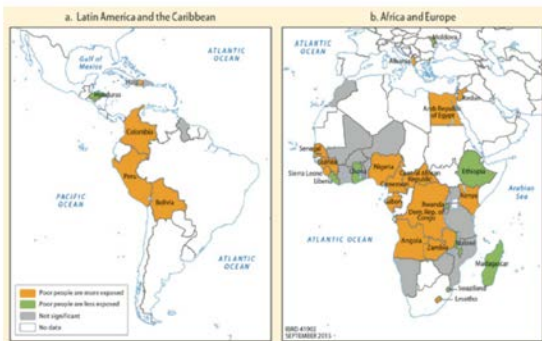 a. Latin America and the Caribbean
ATLANTIC
OCEAN
Gulf of
Mexico
Honduras
Colombia
Peru
Bolivia
PACIFIC
OCEAN
ATLANTIC
OCEAN
Poor people are more exposed
Poor people are less exposed
Not significant
No data
b. Africa and Europe
Moldova
ATLANTIC
OCEAN
Albania
Jordan
Arab Republic
of Egypt
Senegal
Guinea
Sierra Leone
Liberia
Ghana
Nigeria
Cameroon
Central African
Republic
Ethiopia
Arabian
Sea
Gabon
Rwanda
Kenya
Dem. Rep. of
Congo
ATLANTIC OCEAN
Angola
Zambia
Malawi
Madagascar
Swaziland
Lesotho
IBRD 41902
SEPTEMBER 2015